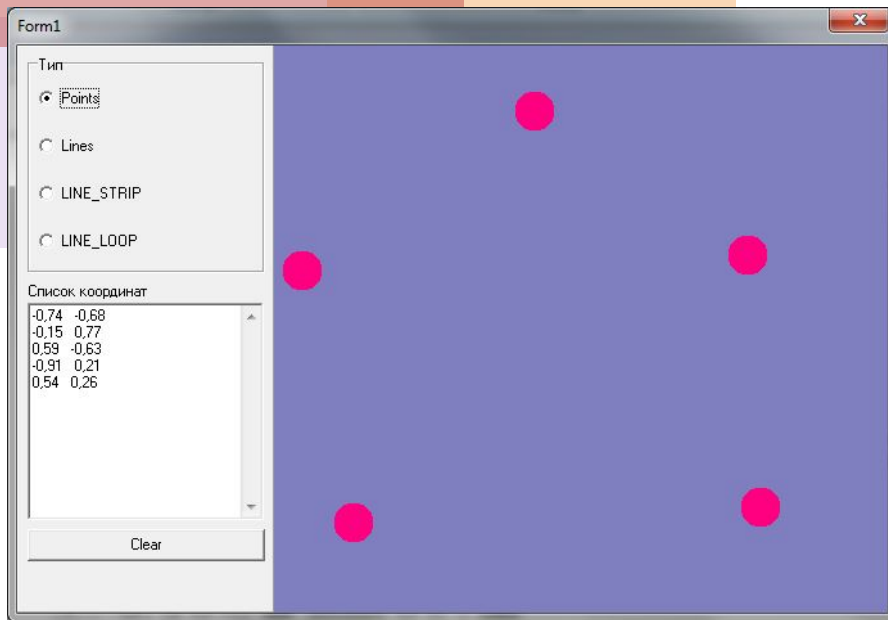 Form1
Тип
Points
Lines
LINE_STRIP
LINE_LOOP
Список координат
-0,74 -0,68
-0,15 0,77
0,59 -0,63
-0,91 0,21
0,54 0,26
Clear